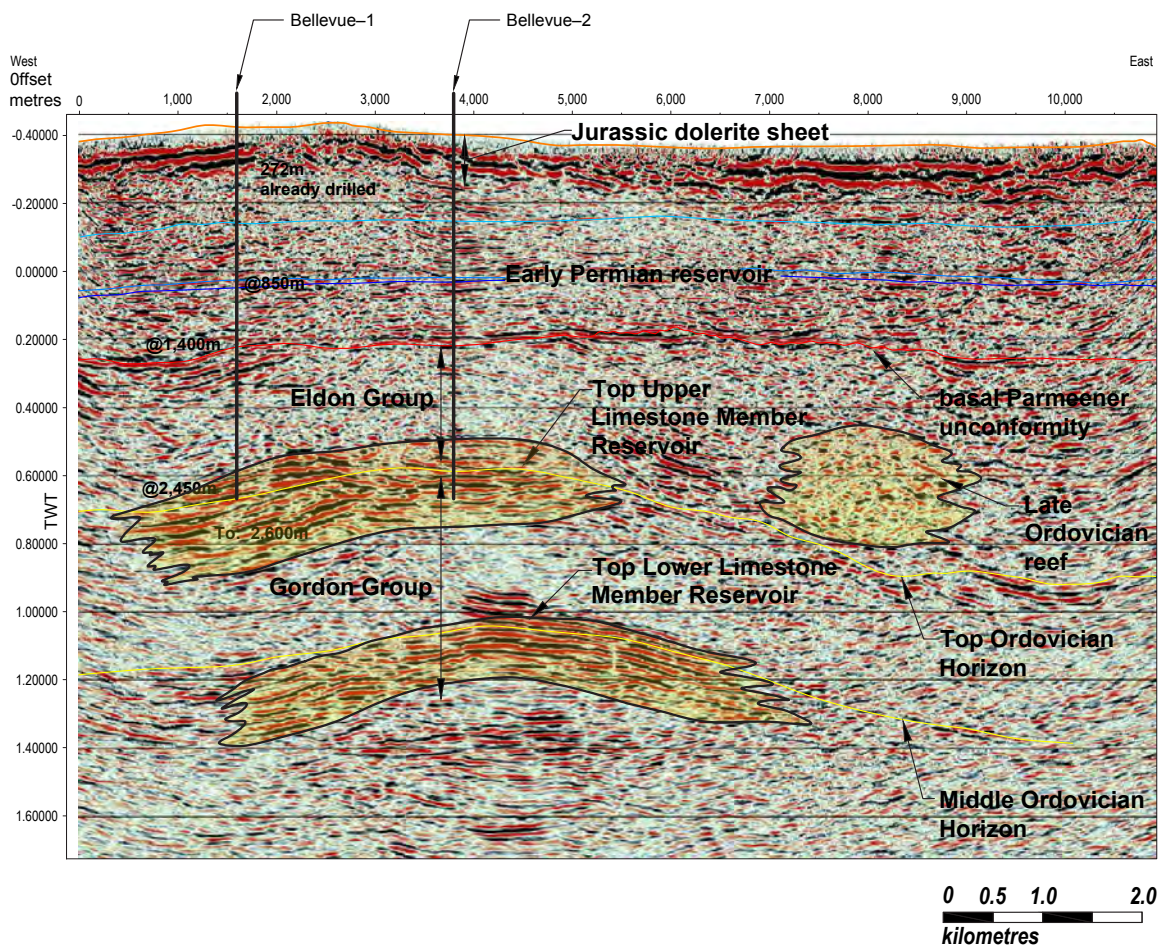 Bellevue–1
Bellevue–2
West
East
Offset
metres
0 1,000 2,000 3,000 4,000 5,000 6,000 7,000 8,000 9,000 10,000
-0.40000
Jurassic dolerite sheet
272m
already drilled
-0.20000
0.00000
Early Permian reservoir
@850m
0.20000
@1,400m
0.40000
Eldon Group
Top Upper
Limestone Member
Reservoir
basal Parmeener
unconformity
0.60000
@2,450m
TWT
Late
Ordovician
reef
To: 2,600m
0.80000
Gordon Group
Top Lower Limestone
Member Reservoir
1.00000
Top Ordovician
Horizon
1.20000
1.40000
Middle Ordovician
Horizon
1.60000
0 0.5 1.0 2.0
kilometres